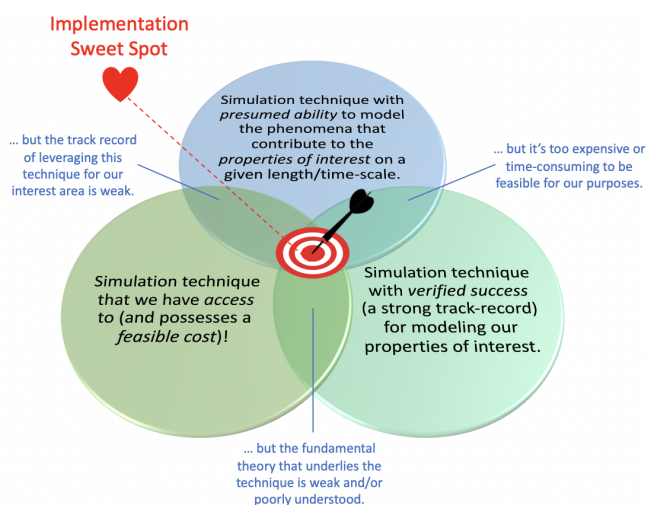 Implementation
Sweet Spot
Simulation technique with
presumed ability to model
the phenomena that
contribute to the
properties of interest on a
given length/time-scale.
… but the track record
of leveraging this
technique for our
interest area is weak.
… but it’s too expensive or
time-consuming to be
feasible for our purposes.
Simulation technique
that we have access
to (and possesses a
feasible cost)!
Simulation technique
with verified success
(a strong track-record)
for modeling our
properties of interest.
… but the fundamental
theory that underlies the
technique is weak and/or
poorly understood.